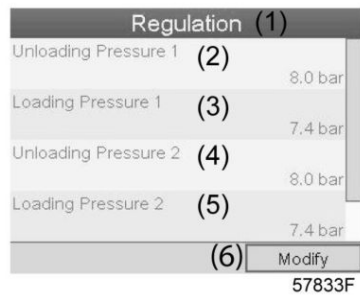 Regulation (1)
Unloading Pressure 1 (2)
8.0 bar
Loading Pressure 1 (3)
7.4 bar
Unloading Pressure 2 (4)
8.0 bar
Loading Pressure 2 (5)
7.4 bar
(6) Modify
57833F